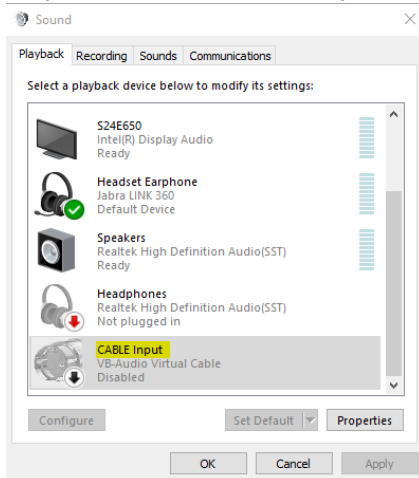 Sound
Playback Recording Sounds Communications
Select a playback device below to modify its settings:
S24E650
Intel(R) Display Audio
Ready
Headset Earphone
Jabra LINK 360
Default Device
Speakers
Realtek High Definition Audio(SST)
Ready
Headphones
Realtek High Definition Audio(SST)
Not plugged in
CABLE Input
VB-Audio Virtual Cable
Disabled
Configure Set Default Properties
OK Cancel Apply